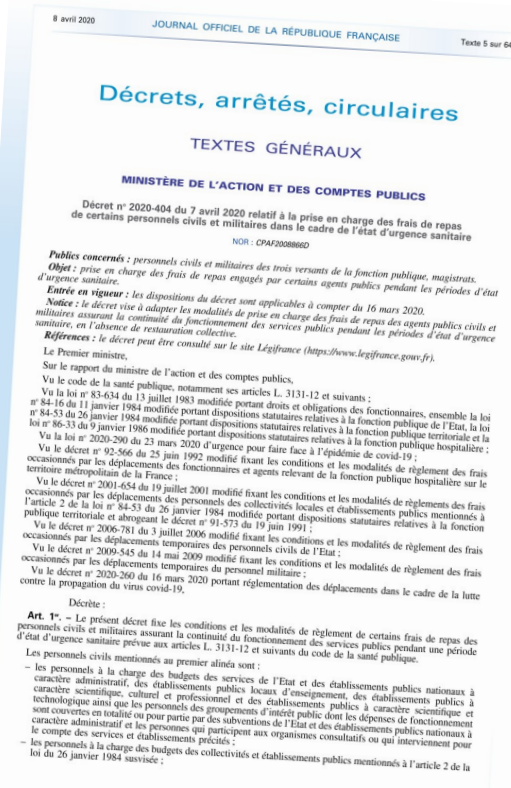 8 avril 2020
JOURNAL OFFICIEL DE LA RÉPUBLIQUE FRANÇAISE
Texte 5 sur 64
Décrets, arrêtés, circulaires
TEXTES GÉNÉRAUX
MINISTÈRE DE L'ACTION ET DES COMPTES PUBLICS
Décret n° 2020-404 du 7 avril 2020 relatif à la prise en charge des frais de repas
de certains personnels civils et militaires dans le cadre de l'état d'urgence sanitaire
NOR : CPAF2008866D
Publics concernés : personnels civils et militaires des trois versants de la fonction publique, magistrats.
Objet : prise en charge des frais de repas engagés par certains agents publics pendant les périodes d'état
d'urgence sanitaire.
Entrée en vigueur : les dispositions du décret sont applicables à compter du 16 mars 2020.
Notice : le décret vise à adapter les modalités de prise en charge des frais de repas des agents publics civils et
militaires assurant la continuité du fonctionnement des services publics pendant les périodes d'état d'urgence
sanitaire, en l'absence de restauration collective.
Références : le décret peut être consulté sur le site Légifrance (https://www.legifrance.gouv.fr).
Le Premier ministre,
Sur le rapport du ministre de l'action et des comptes publics,
Vu le code de la santé publique, notamment ses articles L. 3131-12 et suivants ;
Vu la loi n° 83-634 du 13 juillet 1983 modifiée portant droits et obligations des fonctionnaires, ensemble la loi
n° 84-16 du 11 janvier 1984 modifiée portant dispositions statutaires relatives à la fonction publique de l'Etat, la loi
n° 84-53 du 26 janvier 1984 modifiée portant dispositions statutaires relatives à la fonction publique territoriale et la
loi n° 86-33 du 9 janvier 1986 modifiée portant dispositions statutaires relatives à la fonction publique hospitalière ;
Vu la loi n° 2020-290 du 23 mars 2020 d'urgence pour faire face à l'épidémie de covid-19 ;
Vu le décret n° 92-566 du 25 juin 1992 modifié fixant les conditions et les modalités de règlement des frais
occasionnés par les déplacements des fonctionnaires et agents relevant de la fonction publique hospitalière sur le
territoire métropolitain de la France ;
Vu le décret n° 2001-654 du 19 juillet 2001 modifié fixant les conditions et les modalités de règlements des frais
occasionnés par les déplacements des personnels des collectivités locales et établissements publics mentionnés à
l'article 2 de la loi n° 84-53 du 26 janvier 1984 modifiée portant dispositions statutaires relatives à la fonction
publique territoriale et abrogeant le décret n° 91-573 du 19 juin 1991 ;
Vu le décret n° 2006-781 du 3 juillet 2006 modifié fixant les conditions et les modalités de règlement des frais
occasionnés par les déplacements temporaires des personnels civils de l'Etat ;
Vu le décret n° 2009-545 du 14 mai 2009 modifié fixant les conditions et les modalités de règlement des frais
occasionnés par les déplacements temporaires du personnel militaire ;
Vu le décret n° 2020-260 du 16 mars 2020 portant réglementation des déplacements dans le cadre de la lutte
contre la propagation du virus covid-19,
Décrète :
Art. 1er. – Le présent décret fixe les conditions et les modalités de règlement de certains frais de repas des
personnels civils et militaires assurant la continuité du fonctionnement des services publics pendant une période
d'état d'urgence sanitaire prévue aux articles L. 3131-12 et suivants du code de la santé publique.
Les personnels civils mentionnés au premier alinéa sont :
– les personnels à la charge des budgets des services de l'Etat et des établissements publics nationaux à
caractère administratif, des établissements publics locaux d'enseignement, des établissements publics à
caractère scientifique, culturel et professionnel et des établissements publics à caractère scientifique et
technologique ainsi que les personnels des groupements d'intérêt public dont les dépenses de fonctionnement
sont couvertes en totalité ou pour partie par des subventions de l'Etat et des établissements publics nationaux à
caractère administratif et les personnes qui participent aux organismes consultatifs ou qui interviennent pour
le compte des services et établissements précités ;
– les personnels à la charge des budgets des collectivités et établissements publics mentionnés à l'article 2 de la
loi du 26 janvier 1984 susvisée ;